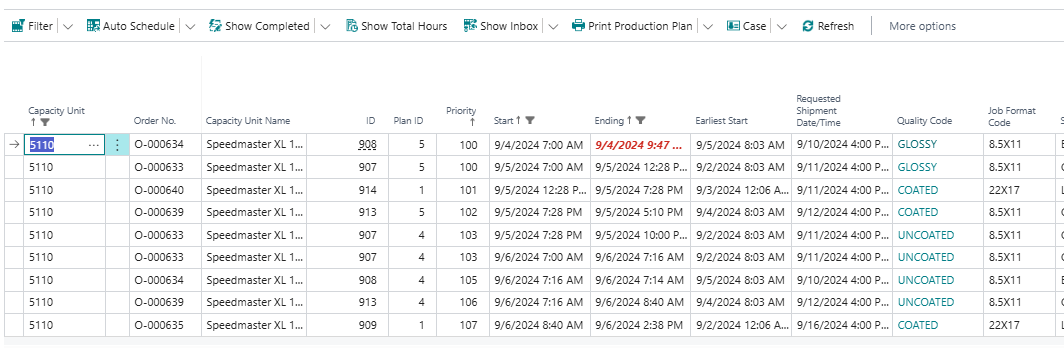 Filter Auto Schedule Show Completed Show Total Hours Show Inbox Print Production Plan Case Refresh More options
Requested
Capacity Unit Priority Shipment Job Format
↑ Order No. Capacity Unit Name ID Plan ID ↑ Start ↑ Ending ↑ Earliest Start Date/Time Quality Code Code S
→ 5110 ··· ⋮ O-000634 Speedmaster XL 1... 908 5 100 9/4/2024 7:00 AM 9/4/2024 9:47 ... 9/5/2024 8:03 AM 9/10/2024 4:00 P... GLOSSY 8.5X11
5110 O-000633 Speedmaster XL 1... 907 5 100 9/5/2024 7:00 AM 9/5/2024 12:28 P... 9/2/2024 8:03 AM 9/11/2024 4:00 P... GLOSSY 8.5X11
5110 O-000640 Speedmaster XL 1... 914 1 101 9/5/2024 12:28 P... 9/5/2024 7:28 PM 9/3/2024 12:06 A... 9/11/2024 4:00 P... COATED 22X17
5110 O-000639 Speedmaster XL 1... 913 5 102 9/5/2024 7:28 PM 9/5/2024 5:10 PM 9/4/2024 8:03 AM 9/12/2024 4:00 P... COATED 8.5X11
5110 O-000633 Speedmaster XL 1... 907 4 103 9/5/2024 7:28 PM 9/5/2024 10:00 P... 9/2/2024 8:03 AM 9/11/2024 4:00 P... UNCOATED 8.5X11
5110 O-000633 Speedmaster XL 1... 907 4 103 9/6/2024 7:00 AM 9/6/2024 7:16 AM 9/2/2024 8:03 AM 9/11/2024 4:00 P... UNCOATED 8.5X11
5110 O-000634 Speedmaster XL 1... 908 4 105 9/6/2024 7:16 AM 9/6/2024 7:14 AM 9/5/2024 8:03 AM 9/10/2024 4:00 P... UNCOATED 8.5X11
5110 O-000639 Speedmaster XL 1... 913 4 106 9/6/2024 7:16 AM 9/6/2024 8:40 AM 9/4/2024 8:03 AM 9/12/2024 4:00 P... UNCOATED 8.5X11
5110 O-000635 Speedmaster XL 1... 909 1 107 9/6/2024 8:40 AM 9/6/2024 2:38 PM 9/2/2024 12:06 A... 9/16/2024 4:00 P... COATED 22X17